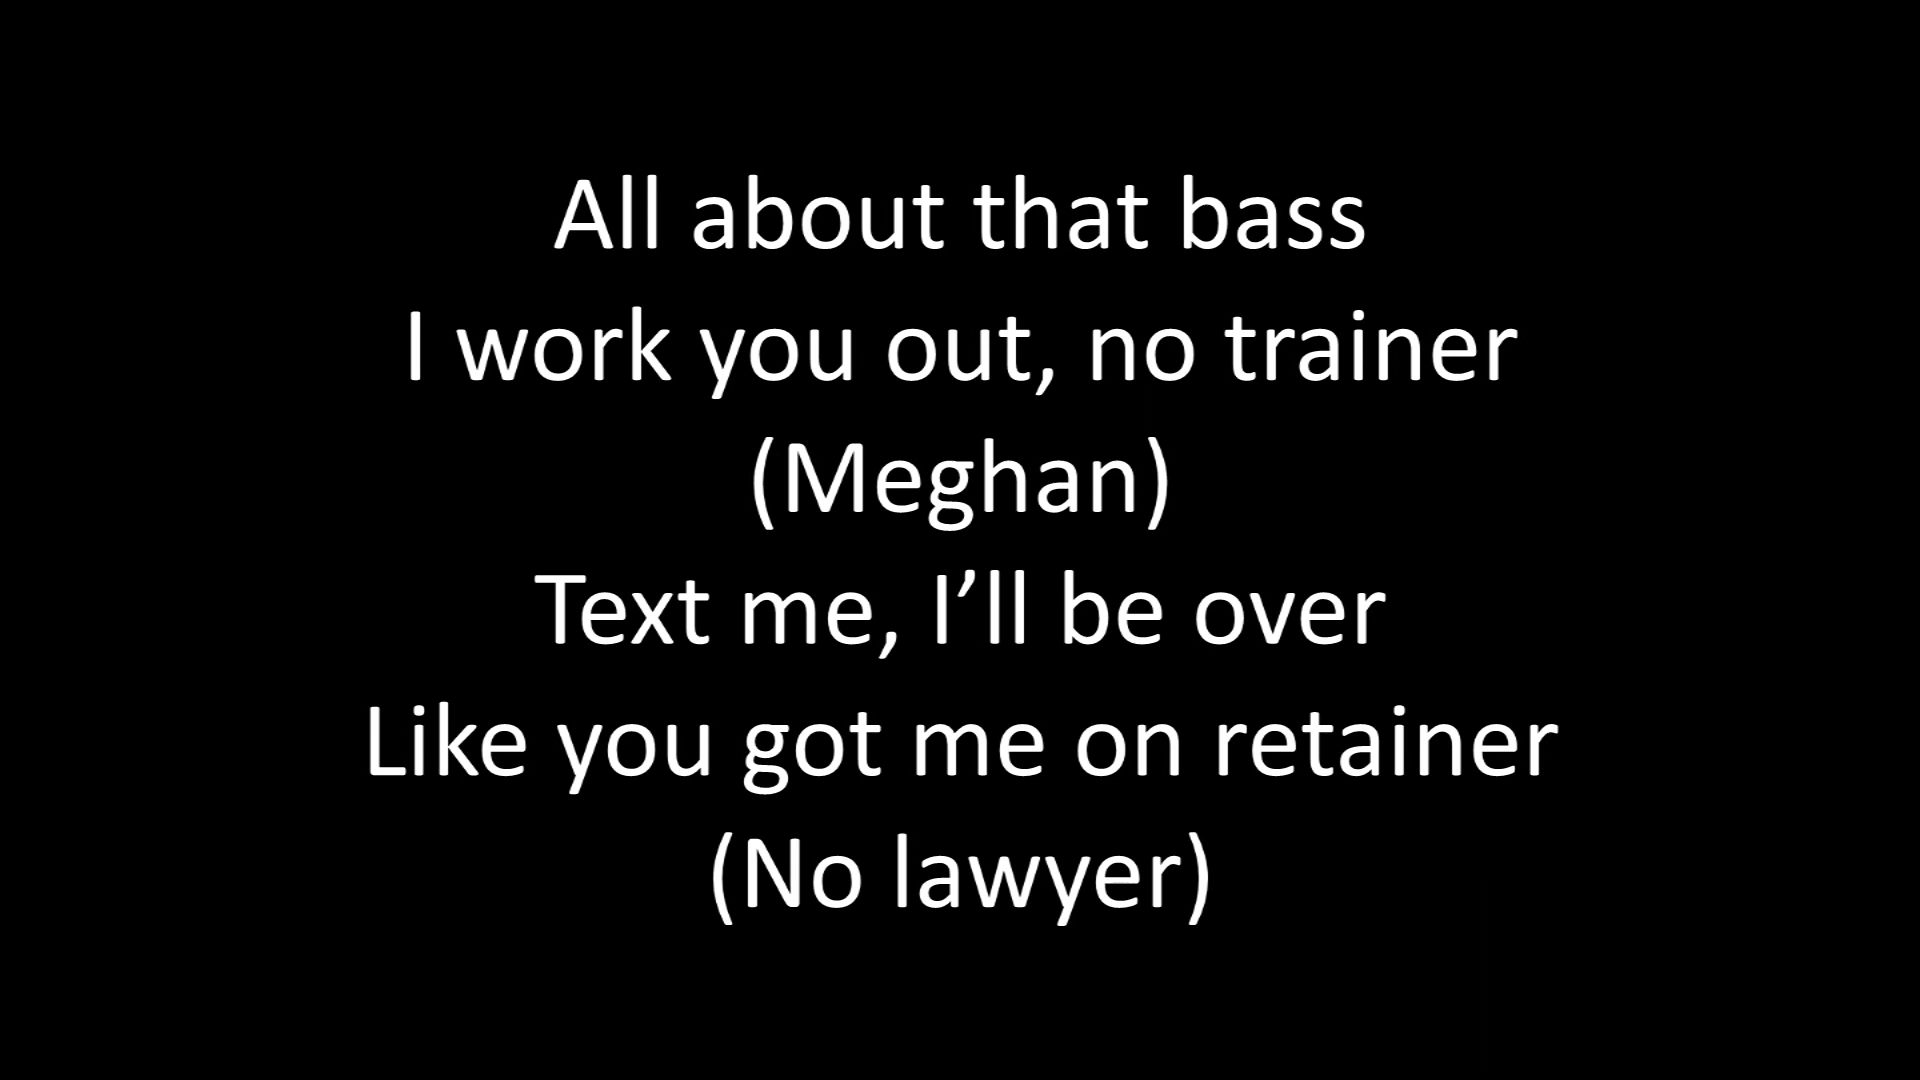 All about that bass
I work you out, no trainer
(Meghan)
Text me, I’ll be over
Like you got me on retainer
(No lawyer)